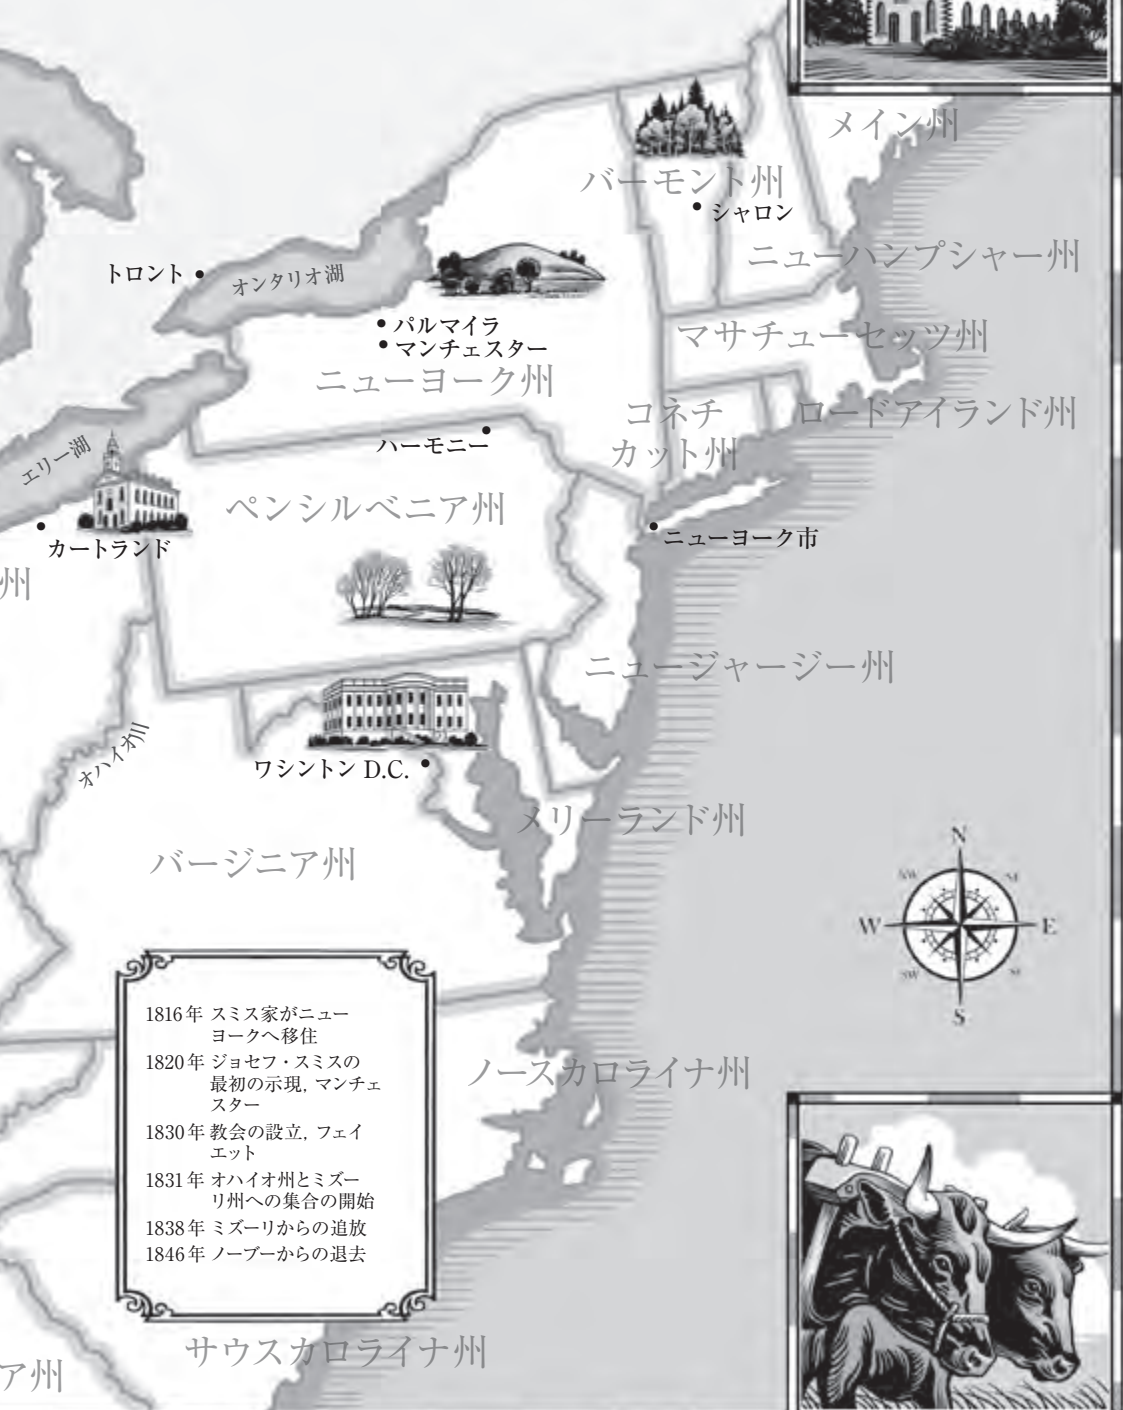 メイン州
バーモント州
シャロン
ニューハンプシャー州
トロント
オンタリオ湖
パルマイラ
マンチェスター
マサチューセッツ州
ニューヨーク州
コネチ
カット州
ロードアイランド州
ハーモニー
エリー湖
ペンシルベニア州
カートランド
ニューヨーク市
州
ニュージャージー州
オハイオ川
ワシントン D.C.
メリーランド州
バージニア州
N
NW
W
E
SW
S
1816年 スミス家がニュー
ヨークへ移住
1820年 ジョセフ・スミスの
最初の示現，マンチェ
スター
1830年 教会の設立，フェイ
エット
1831年 オハイオ州とミズー
リ州への集合の開始
1838年 ミズーリからの追放
1846年 ノーブーからの退去
ノースカロライナ州
サウスカロライナ州
ア州